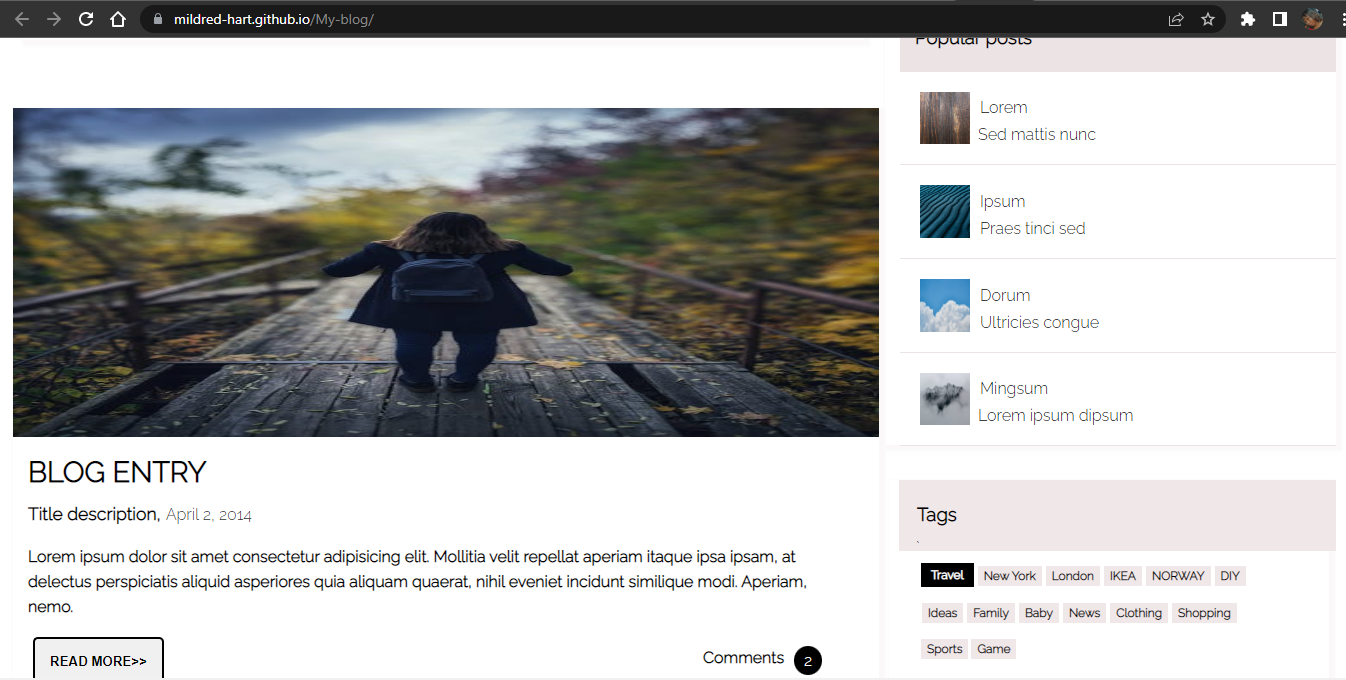 mildred-hart.github.io/My-blog/
Popular posts
Lorem
Sed mattis nunc
Ipsum
Praes tinci sed
Dorum
Ultricies congue
Mingsum
Lorem ipsum dipsum
BLOG ENTRY
Title description, April 2, 2014
Lorem ipsum dolor sit amet consectetur adipisicing elit. Mollitia velit repellat aperiam itaque ipsa ipsam, at
delectus perspiciatis aliquid asperiores quia aliquam quaerat, nihil eveniet incidunt similique modi. Aperiam,
nemo.
READ MORE>>
Comments 2
Tags
Travel New York London IKEA NORWAY DIY
Ideas Family Baby News Clothing Shopping
Sports Game